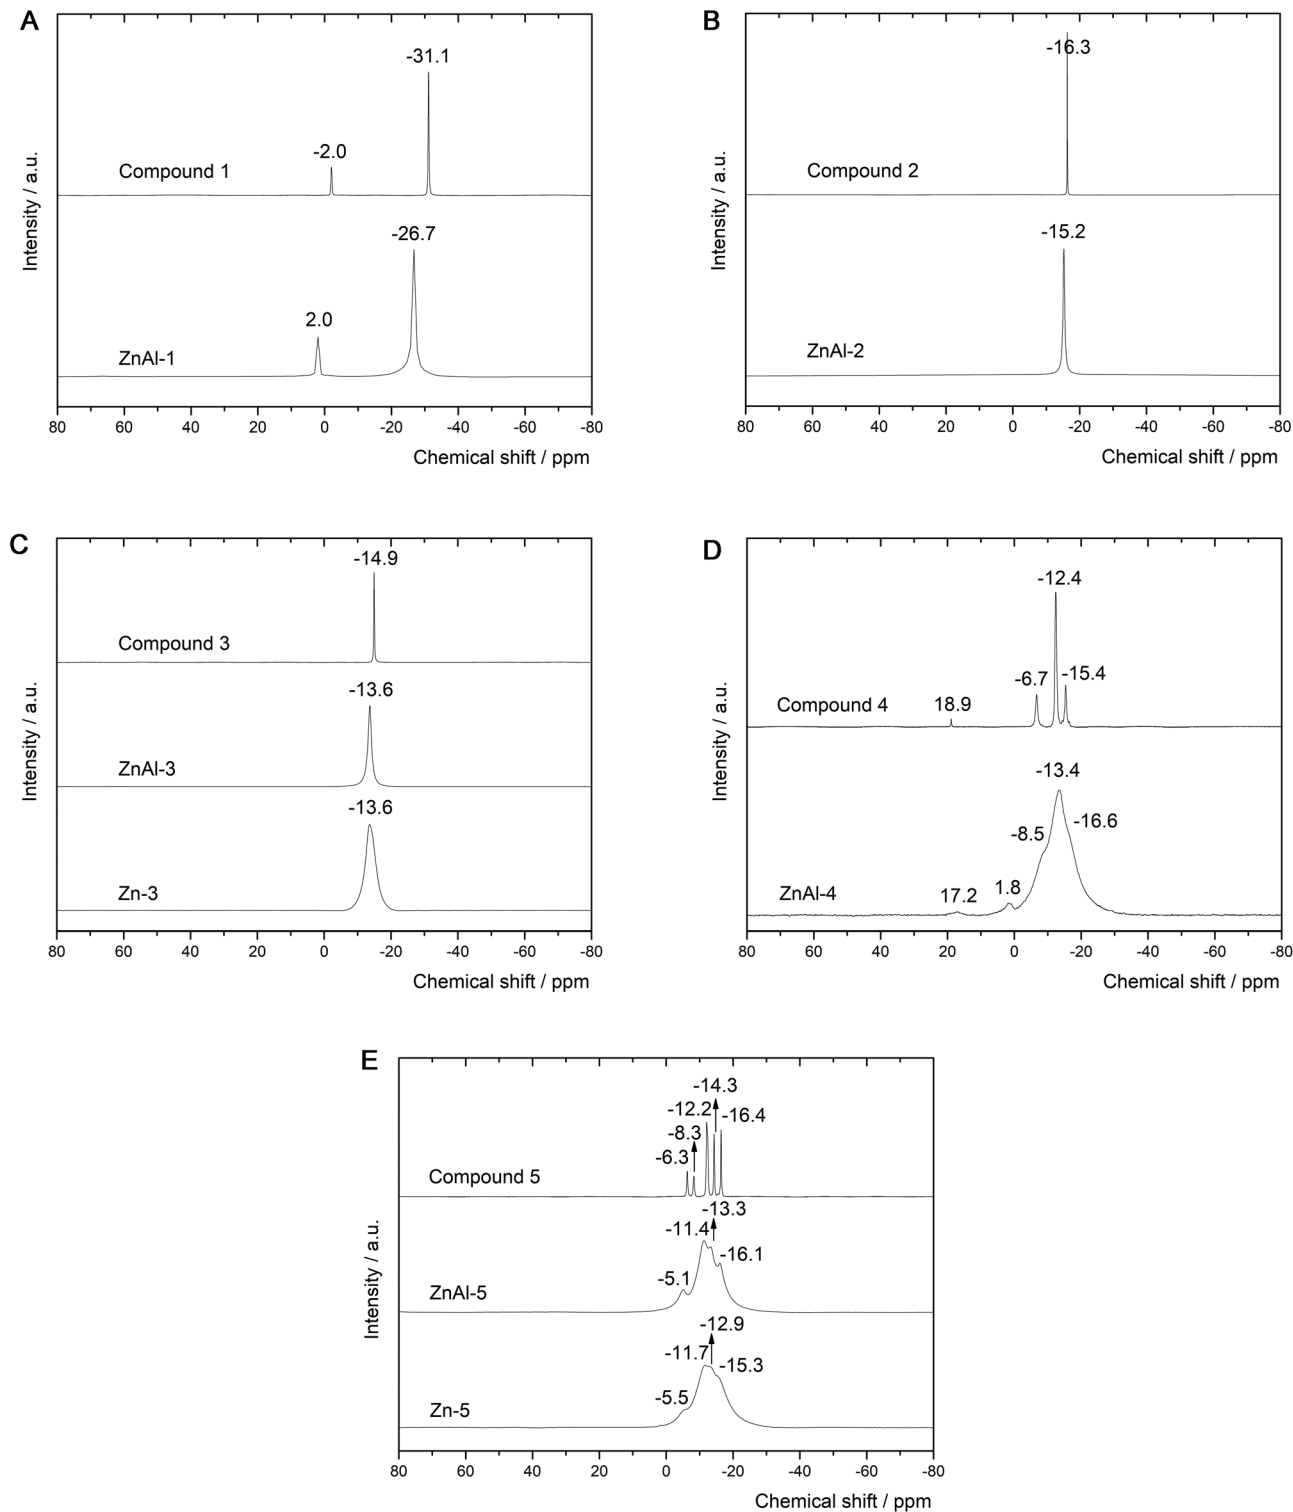 A
Intensity / a.u.
-31.1
-2.0
Compound 1
-26.7
2.0
ZnAl-1
80 60 40 20 0 -20 -40 -60 -80
Chemical shift / ppm
B
Intensity / a.u.
-16.3
Compound 2
-15.2
ZnAl-2
80 60 40 20 0 -20 -40 -60 -80
Chemical shift / ppm
C
Intensity / a.u.
-14.9
Compound 3
-13.6
ZnAl-3
-13.6
Zn-3
80 60 40 20 0 -20 -40 -60 -80
Chemical shift / ppm
D
Intensity / a.u.
-12.4
-6.7 -15.4
Compound 4 18.9
-13.4
-8.5 -16.6
ZnAl-4 17.2 1.8
80 60 40 20 0 -20 -40 -60 -80
Chemical shift / ppm
E
Intensity / a.u.
-14.3
-12.2 -16.4
-8.3
-6.3
Compound 5
-13.3
-11.4
-16.1
-5.1
ZnAl-5
-12.9
-11.7 -15.3
-5.5
Zn-5
80 60 40 20 0 -20 -40 -60 -80
Chemical shift / ppm